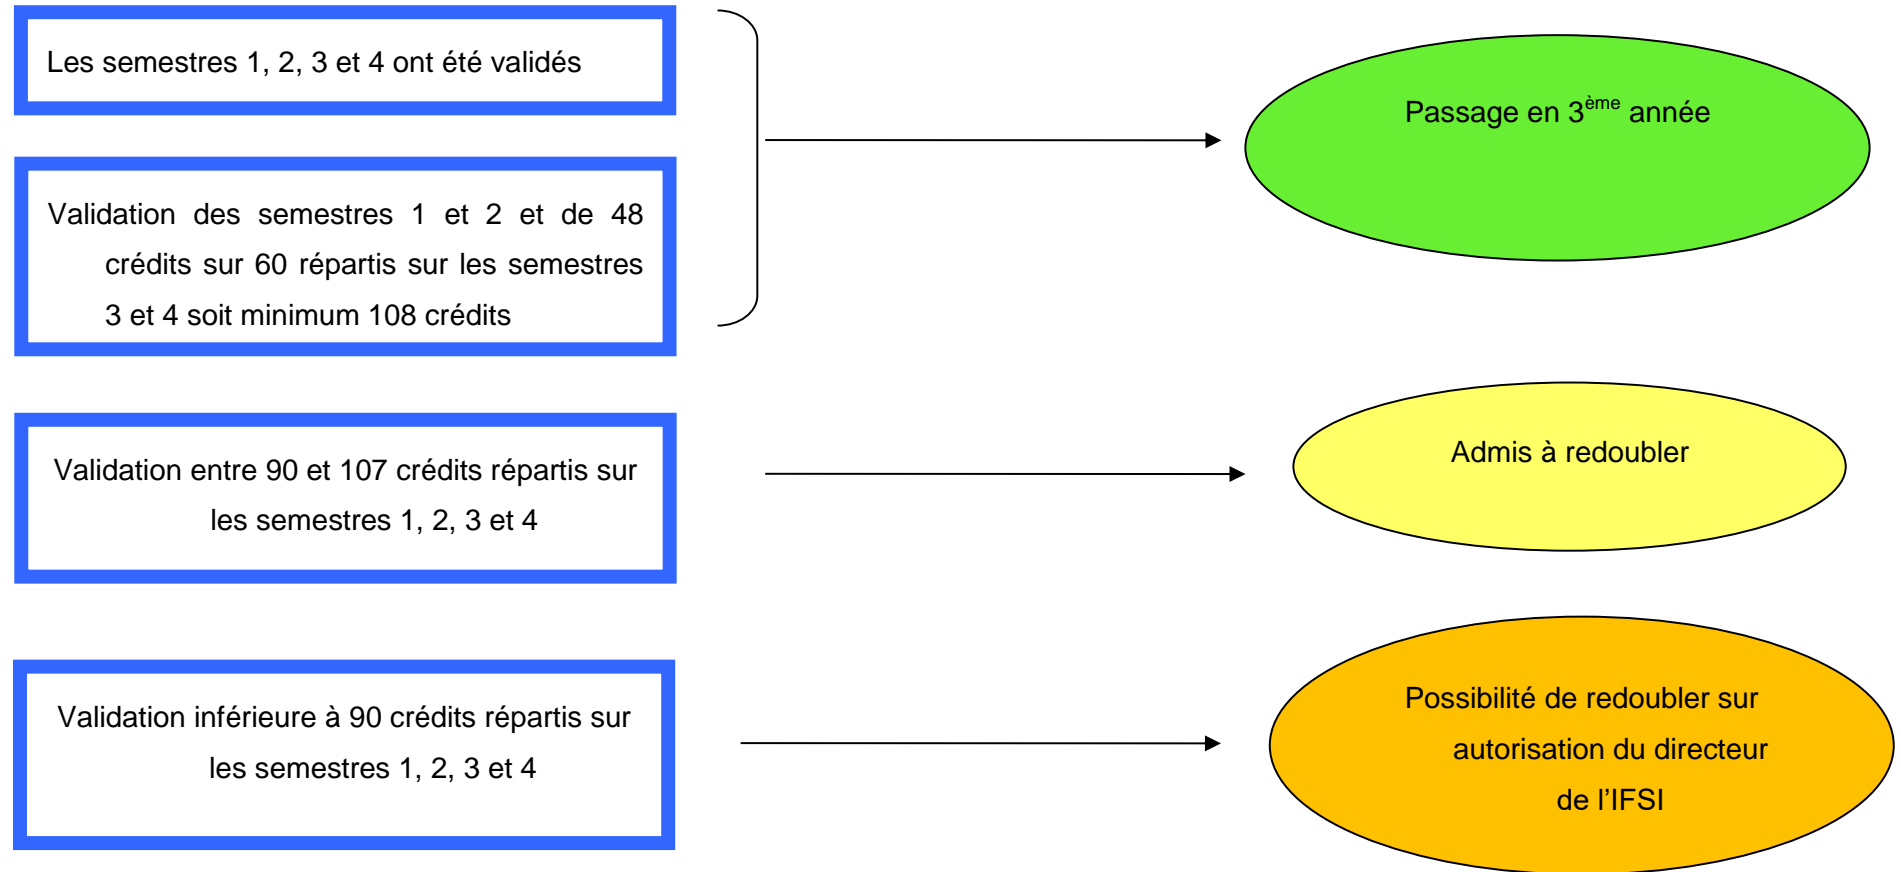 Les semestres 1, 2, 3 et 4 ont été validés
Passage en 3ème année
Validation des semestres 1 et 2 et de 48
crédits sur 60 répartis sur les semestres
3 et 4 soit minimum 108 crédits
Validation entre 90 et 107 crédits répartis sur
les semestres 1, 2, 3 et 4
Admis à redoubler
Validation inférieure à 90 crédits répartis sur
les semestres 1, 2, 3 et 4
Possibilité de redoubler sur
autorisation du directeur
de l’IFSI